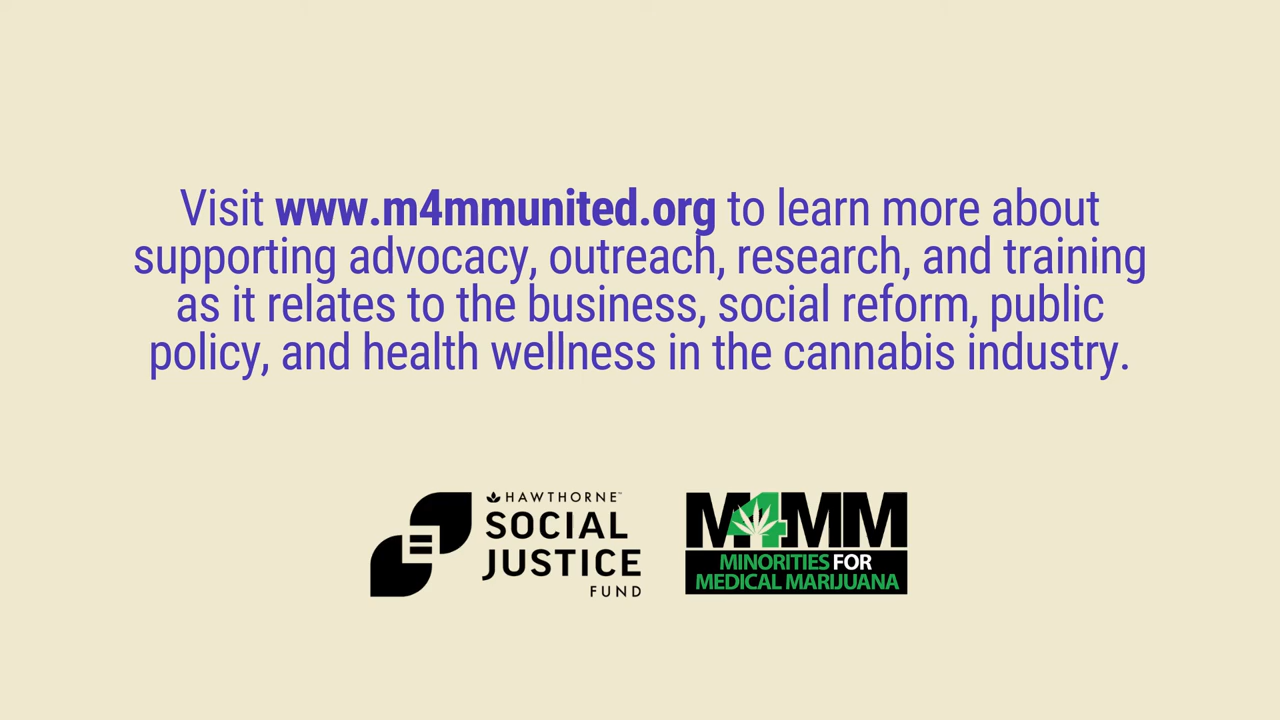 Visit www.m4mmunited.org to learn more about
supporting advocacy, outreach, research, and training
as it relates to the business, social reform, public
policy, and health wellness in the cannabis industry.
HAWTHORNE™
SOCIAL
JUSTICE
FUND
M4MM
MINORITIES FOR
MEDICAL MARIJUANA